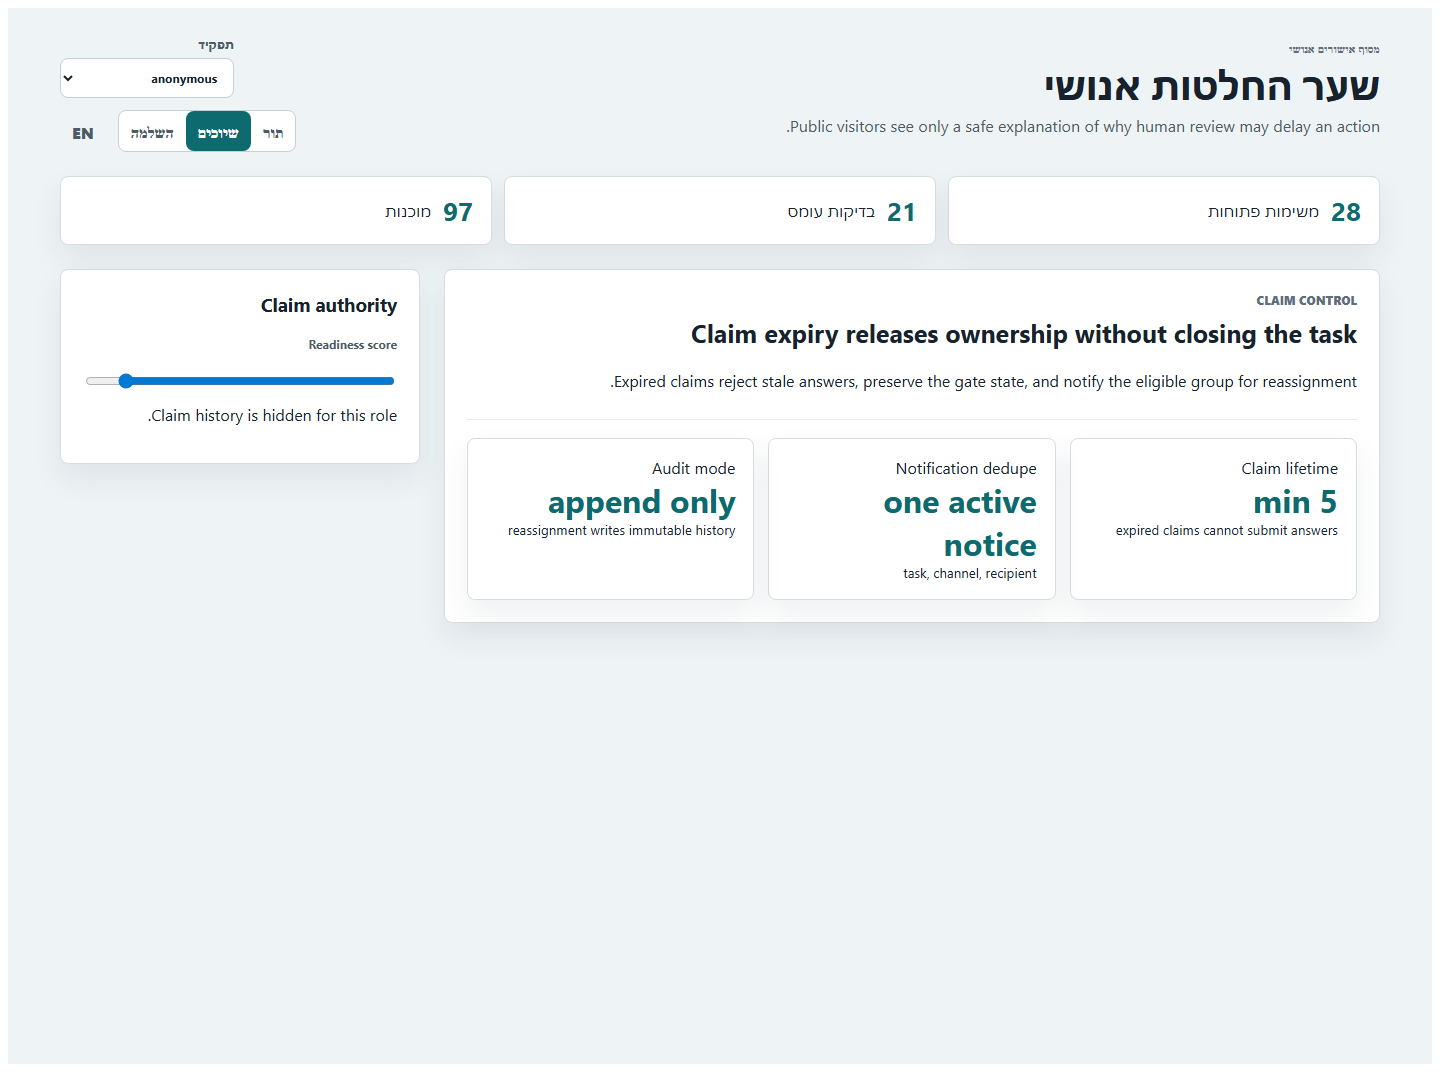 מסוף אישורים אנושי
שער החלטות אנושי
.Public visitors see only a safe explanation of why human review may delay an action
תפקיד
anonymous
תור
שיוכים
השלמה
EN
28 משימות פתוחות
21 בדיקות עומס
97 מוכנות
CLAIM CONTROL
Claim expiry releases ownership without closing the task
.Expired claims reject stale answers, preserve the gate state, and notify the eligible group for reassignment
Claim lifetime
min 5
expired claims cannot submit answers
Notification dedupe
one active
notice
task, channel, recipient
Audit mode
append only
reassignment writes immutable history
Claim authority
Readiness score
.Claim history is hidden for this role